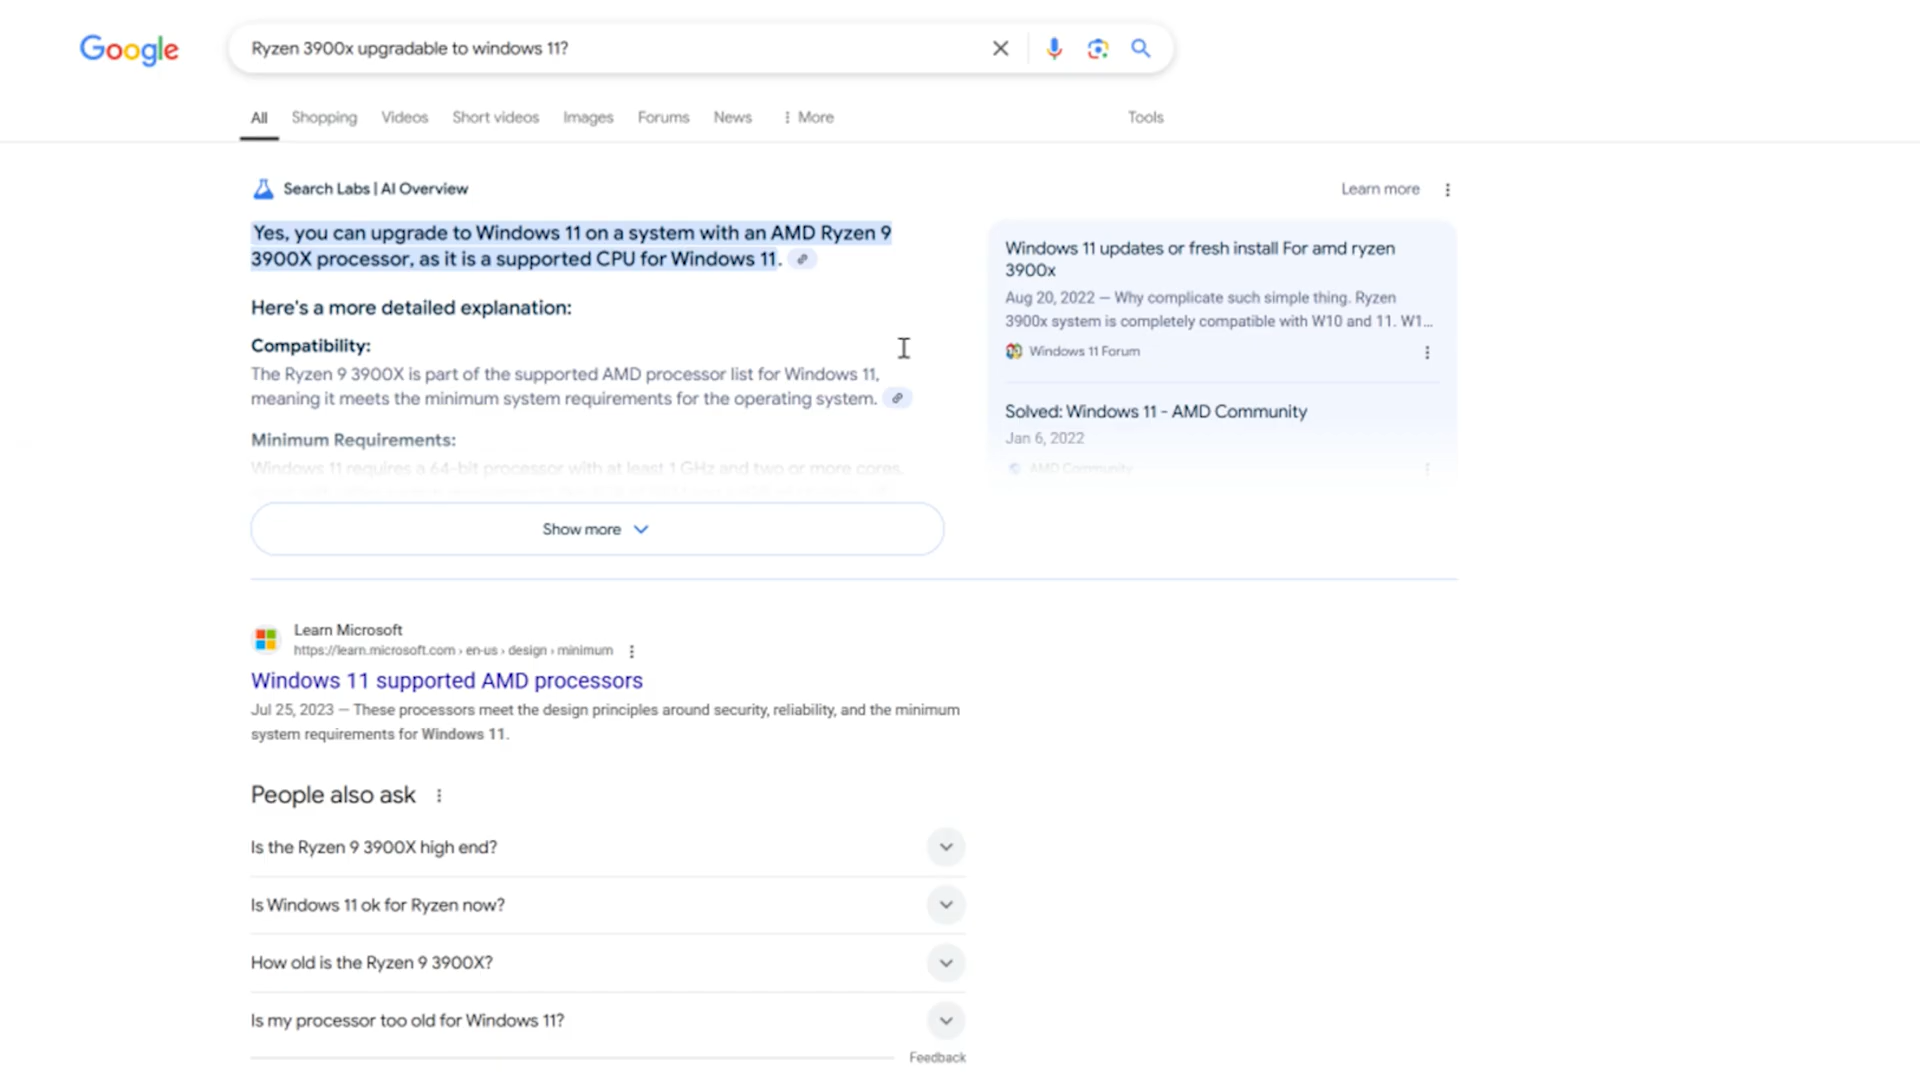 Google
Ryzen 3900x upgradable to windows 11?
All Shopping Videos Short videos Images Forums News More Tools
Search Labs | AI Overview
Learn more
Yes, you can upgrade to Windows 11 on a system with an AMD Ryzen 9
3900X processor, as it is a supported CPU for Windows 11.
Here's a more detailed explanation:
Compatibility:
The Ryzen 9 3900X is part of the supported AMD processor list for Windows 11,
meaning it meets the minimum system requirements for the operating system.
Minimum Requirements:
Windows 11 requires a 64-bit processor with at least 1 GHz and two or more cores,
Show more
Windows 11 updates or fresh install For amd ryzen
3900x
Aug 20, 2022 — Why complicate such simple thing. Ryzen
3900x system is completely compatible with W10 and 11. W1...
Windows 11 Forum
Solved: Windows 11 - AMD Community
Jan 6, 2022
AMD Community
Learn Microsoft
https://learn.microsoft.com › en-us › design › minimum
Windows 11 supported AMD processors
Jul 25, 2023 — These processors meet the design principles around security, reliability, and the minimum
system requirements for Windows 11.
People also ask
Is the Ryzen 9 3900X high end?
Is Windows 11 ok for Ryzen now?
How old is the Ryzen 9 3900X?
Is my processor too old for Windows 11?
Feedback